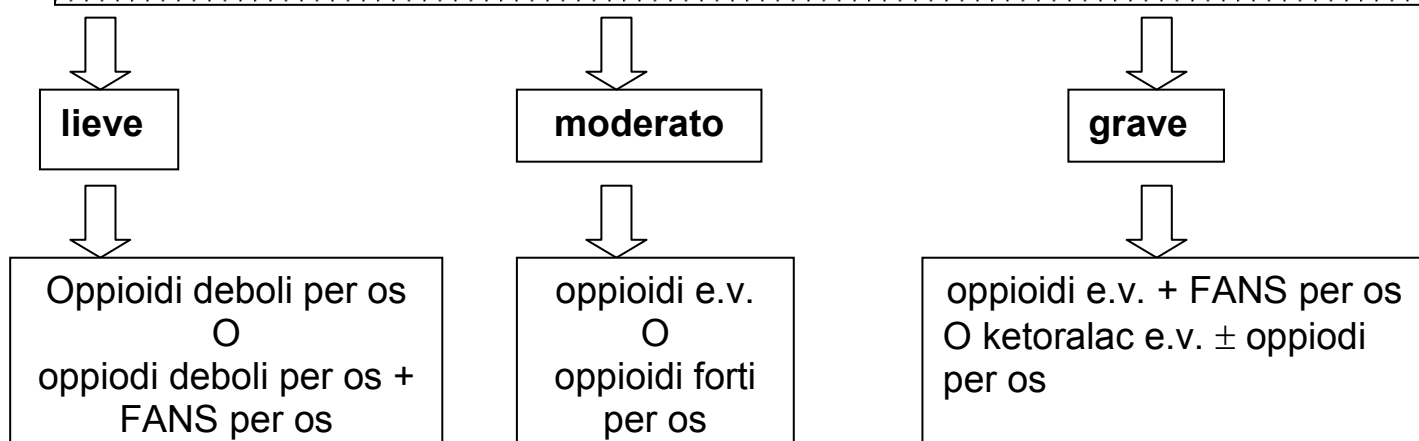 lieve
moderato
grave
Oppioidi deboli per os
O
oppiodi deboli per os +
FANS per os
oppioidi e.v.
O
oppioidi forti
per os
oppioidi e.v. + FANS per os
O ketoralac e.v. ± oppiodi
per os